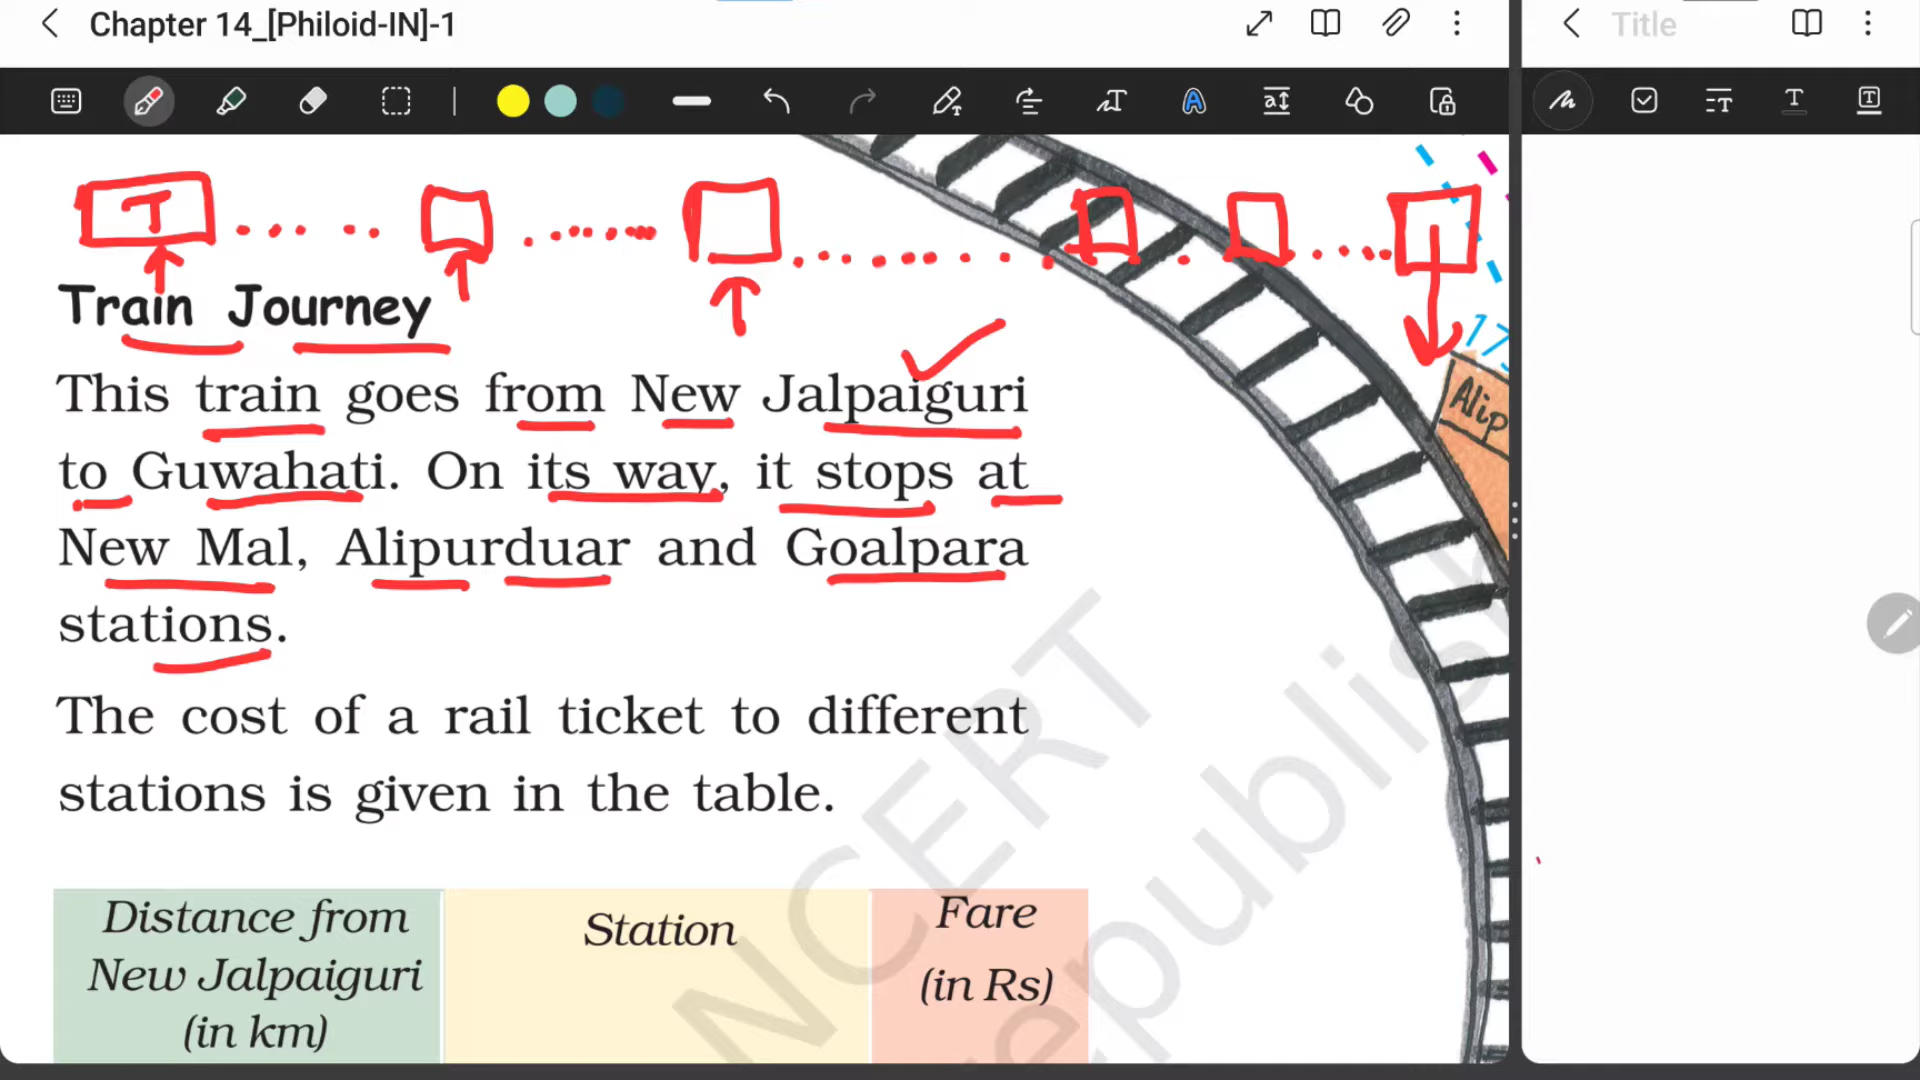 Chapter 14_[Philoid-IN]-1
Title
T
Train Journey
This train goes from New Jalpaiguri
to Guwahati. On its way, it stops at
New Mal, Alipurduar and Goalpara
stations.
The cost of a rail ticket to different
stations is given in the table.
Distance from
New Jalpaiguri
(in km)
Station
Fare
(in Rs)
17
Alip
NCERT
republish